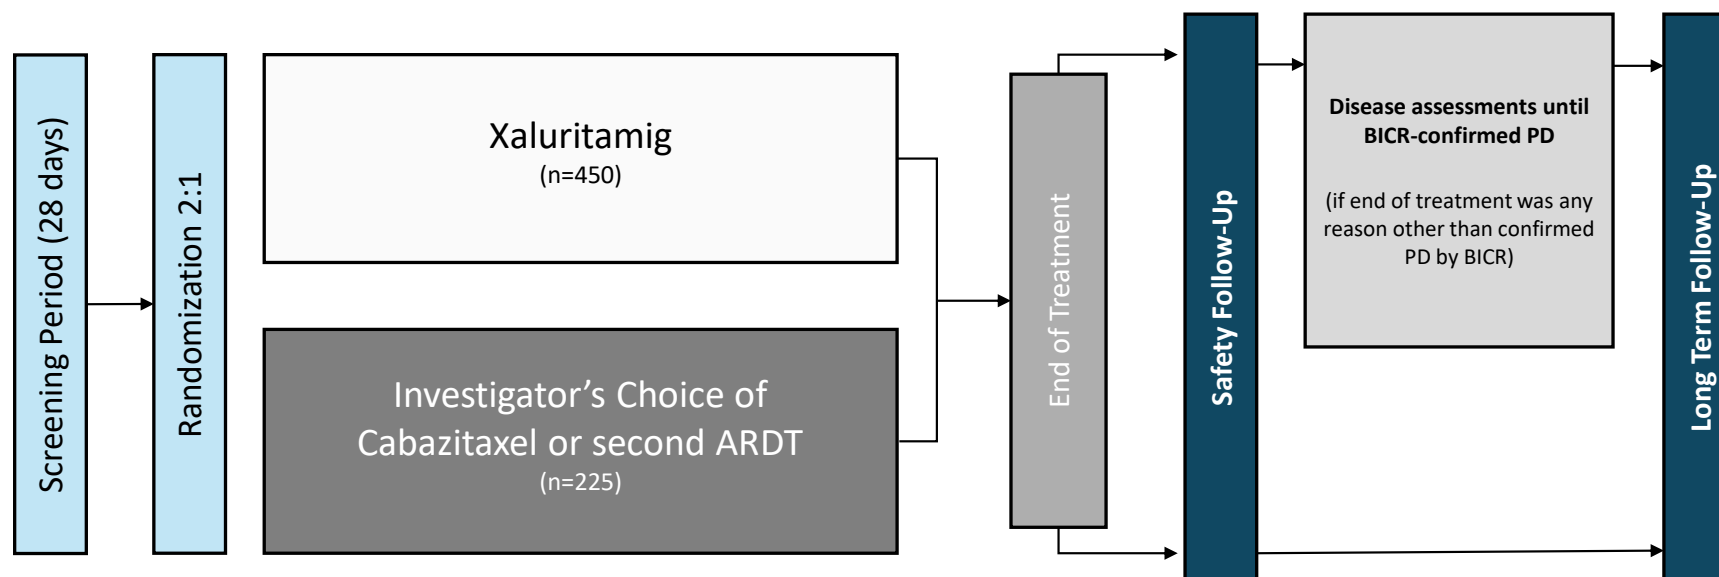 Screening Period (28 days)
Randomization 2:1
Xaluritamig
(n=450)
Investigator’s Choice of
Cabazitaxel or second ARDT
(n=225)
End of Treatment
Safety Follow-Up
Disease assessments until
BICR-confirmed PD
(if end of treatment was any
reason other than confirmed
PD by BICR)
Long Term Follow-Up